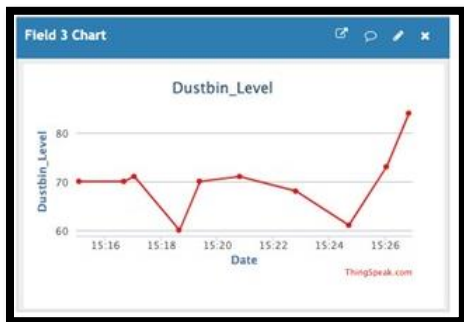 Field 3 Chart
Dustbin_Level
Dustbin_Level
80
70
60
15:16 15:18 15:20 15:22 15:24 15:26
Date
ThingSpeak.com